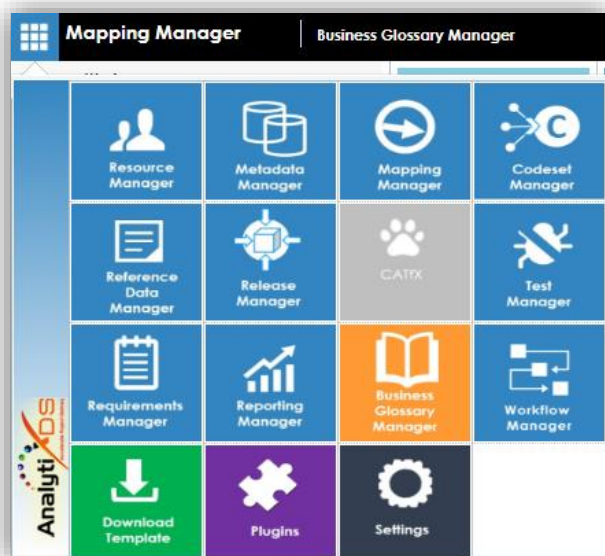 Mapping Manager
Business Glossary Manager
Resource
Manager
Metadata
Manager
Mapping
Manager
Codeset
Manager
Reference
Data
Manager
Release
Manager
CATfX
Test
Manager
Requirements
Manager
Reporting
Manager
Business
Glossary
Manager
Workflow
Manager
Download
Template
Plugins
Settings
AnalytiXDS